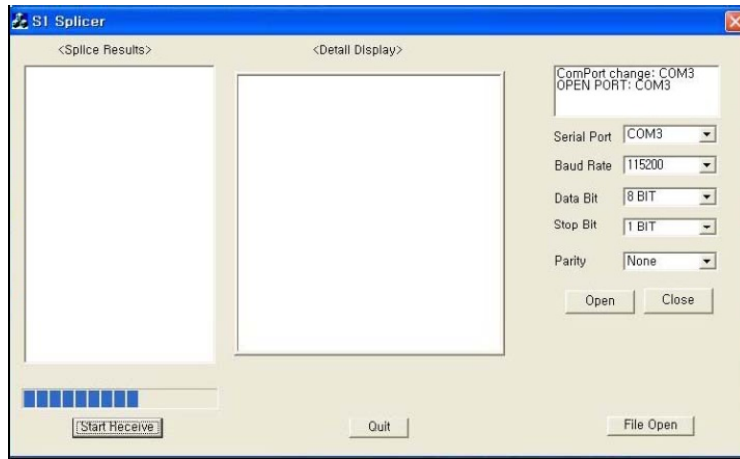 S1 Splicer
<Splice Results>
<Detail Display>
ComPort change: COM3
OPEN PORT: COM3
Serial Port COM3
Baud Rate 115200
Data Bit 8 BIT
Stop Bit 1 BIT
Parity None
Open Close
Start Receive Quit File Open